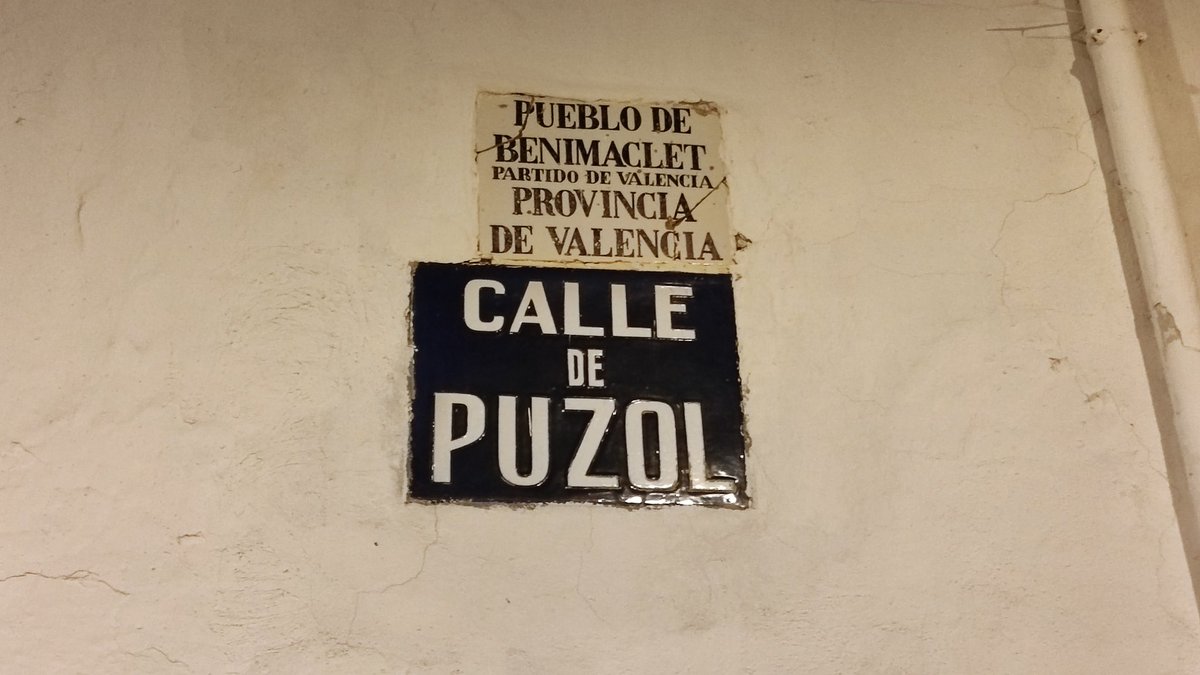 PUEBLO DE
BENIMACLET
PARTIDO DE VALENCIA
PROVINCIA
DE VALENCIA
CALLE
DE
PUZOL